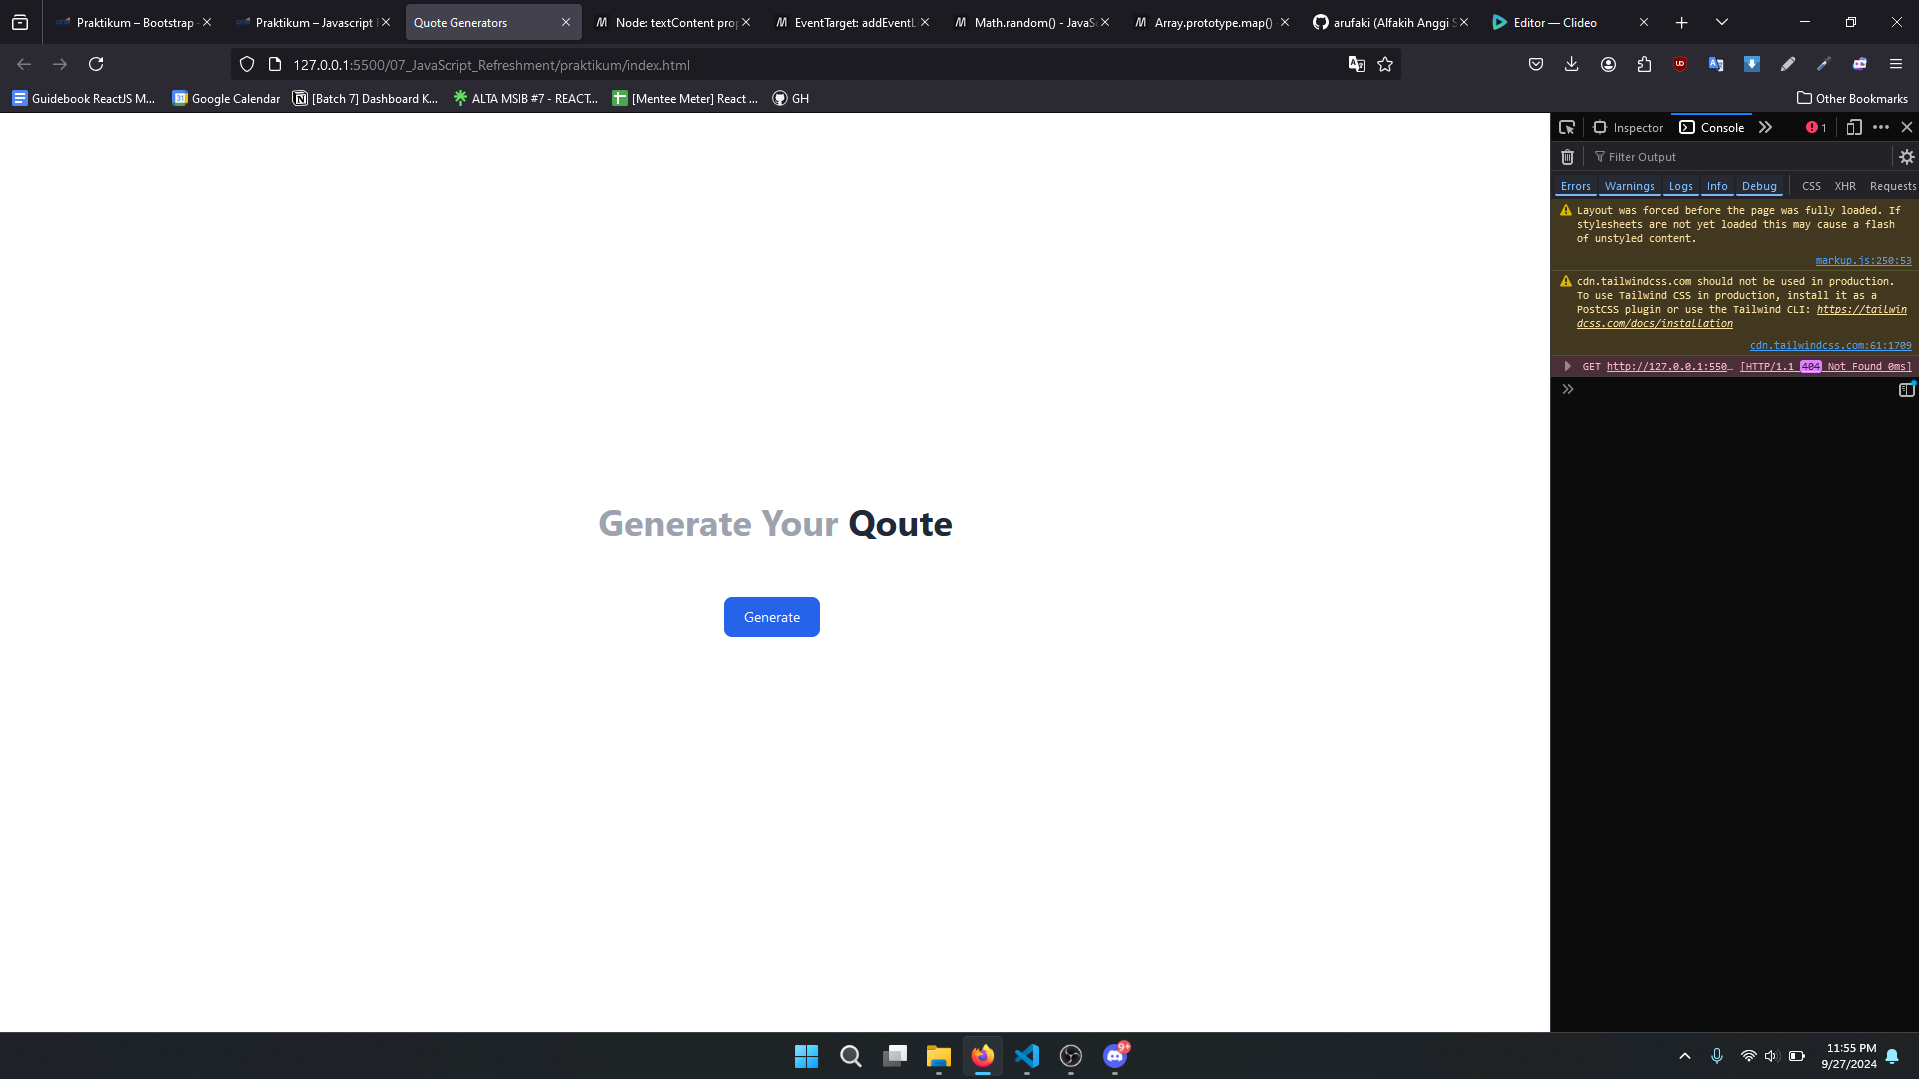 Praktikum – Bootstrap -
Praktikum – Javascript
Quote Generators
Node: textContent prop
EventTarget: addEventL
Math.random() - JavaSc
Array.prototype.map()
arufaki (Alfakih Anggi S
Editor — Clideo
127.0.0.1:5500/07_JavaScript_Refreshment/praktikum/index.html
Guidebook ReactJS M...
31
Google Calendar
[Batch 7] Dashboard K...
ALTA MSIB #7 - REACT...
[Mentee Meter] React ...
GH
Other Bookmarks
Inspector
Console
1
Filter Output
Errors
Warnings
Logs
Info
Debug
CSS
XHR
Requests
Layout was forced before the page was fully loaded. If
stylesheets are not yet loaded this may cause a flash
of unstyled content.
markup.js:250:53
cdn.tailwindcss.com should not be used in production.
To use Tailwind CSS in production, install it as a
PostCSS plugin or use the Tailwind CLI: https://tailwin
dcss.com/docs/installation
cdn.tailwindcss.com:61:1709
GET http://127.0.0.1:550… [HTTP/1.1 404 Not Found 0ms]
Generate Your Qoute
Generate
9+
11:55 PM
9/27/2024